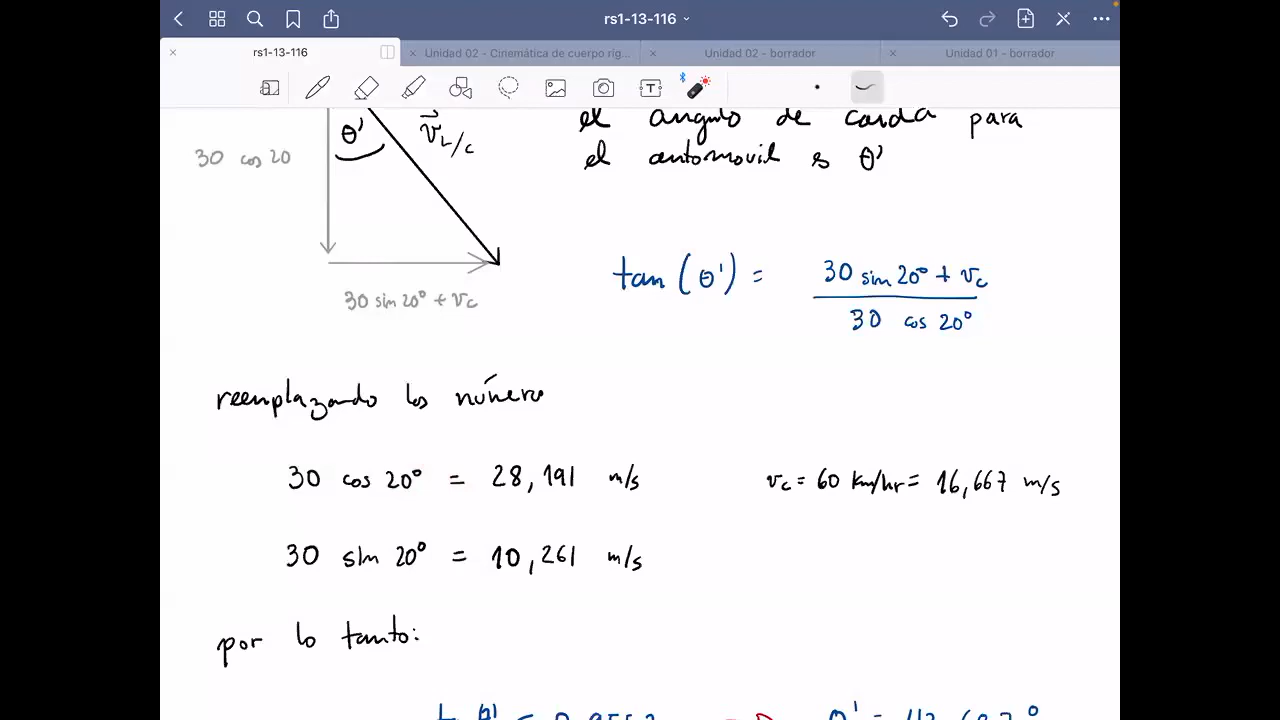 rs1-13-116
rs1-13-116
Unidad 02 - Cinemática de cuerpo ríg...
Unidad 02 - borrador
Unidad 01 - borrador
el angulo de caida para
el automovil s θ'
θ'
v⃗ L/c
30 cos 20
30 sin 20° + vc
tan (θ') = 30 sin 20° + vc
30 cos 20°
reemplazando los número
30 cos 20° = 28,191 m/s
vc = 60 km/hr = 16,667 m/s
30 sin 20° = 10,261 m/s
por lo tanto: